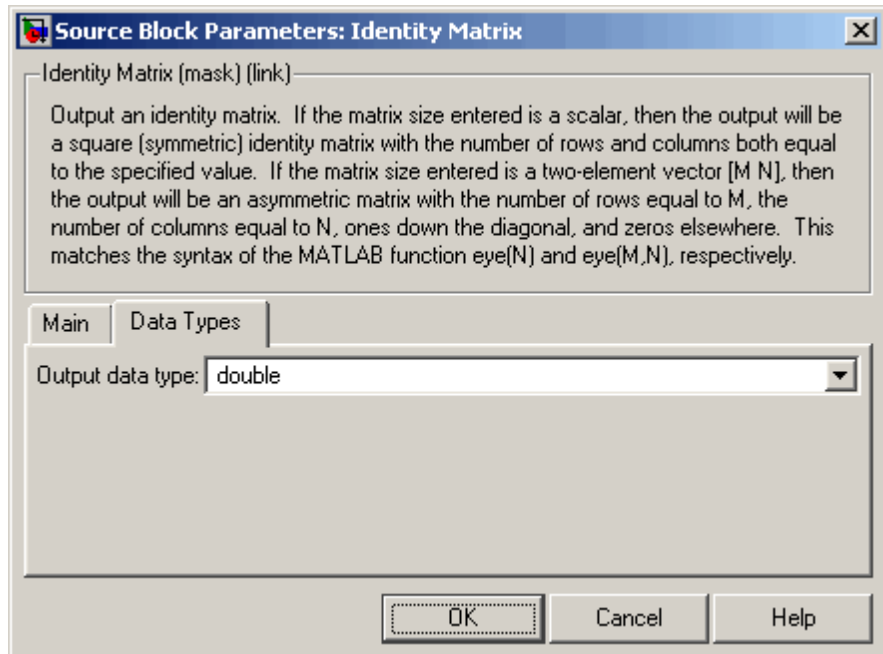 Source Block Parameters: Identity Matrix
Identity Matrix (mask) (link)
Output an identity matrix.  If the matrix size entered is a scalar, then the output will be
a square (symmetric) identity matrix with the number of rows and columns both equal
to the specified value.  If the matrix size entered is a two-element vector [M N], then
the output will be an asymmetric matrix with the number of rows equal to M, the
number of columns equal to N, ones down the diagonal, and zeros elsewhere.  This
matches the syntax of the MATLAB function eye(N) and eye(M,N), respectively.
Main Data Types
Output data type: double
OK Cancel Help